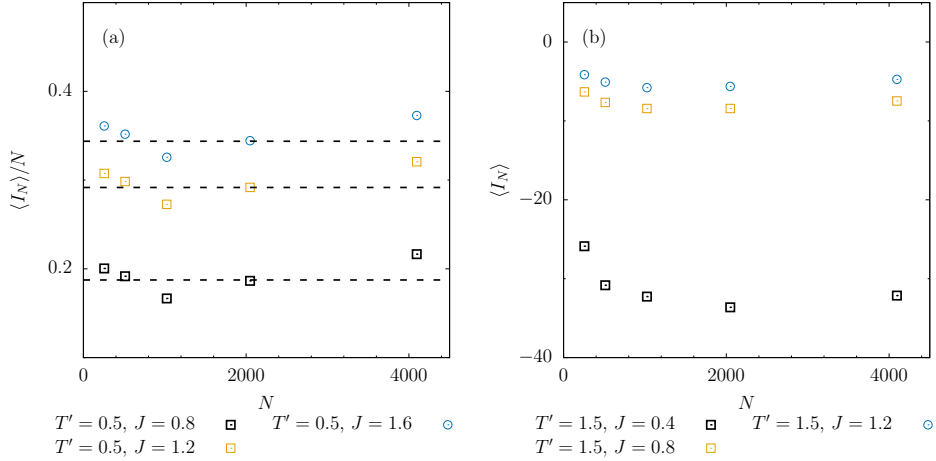 (a)
0.4
0.2
⟨I_N⟩/N
0 2000 4000
N
T′ = 0.5, J = 0.8
T′ = 0.5, J = 1.2
T′ = 0.5, J = 1.6
(b)
0
−20
−40
⟨I_N⟩
0 2000 4000
N
T′ = 1.5, J = 0.4
T′ = 1.5, J = 0.8
T′ = 1.5, J = 1.2